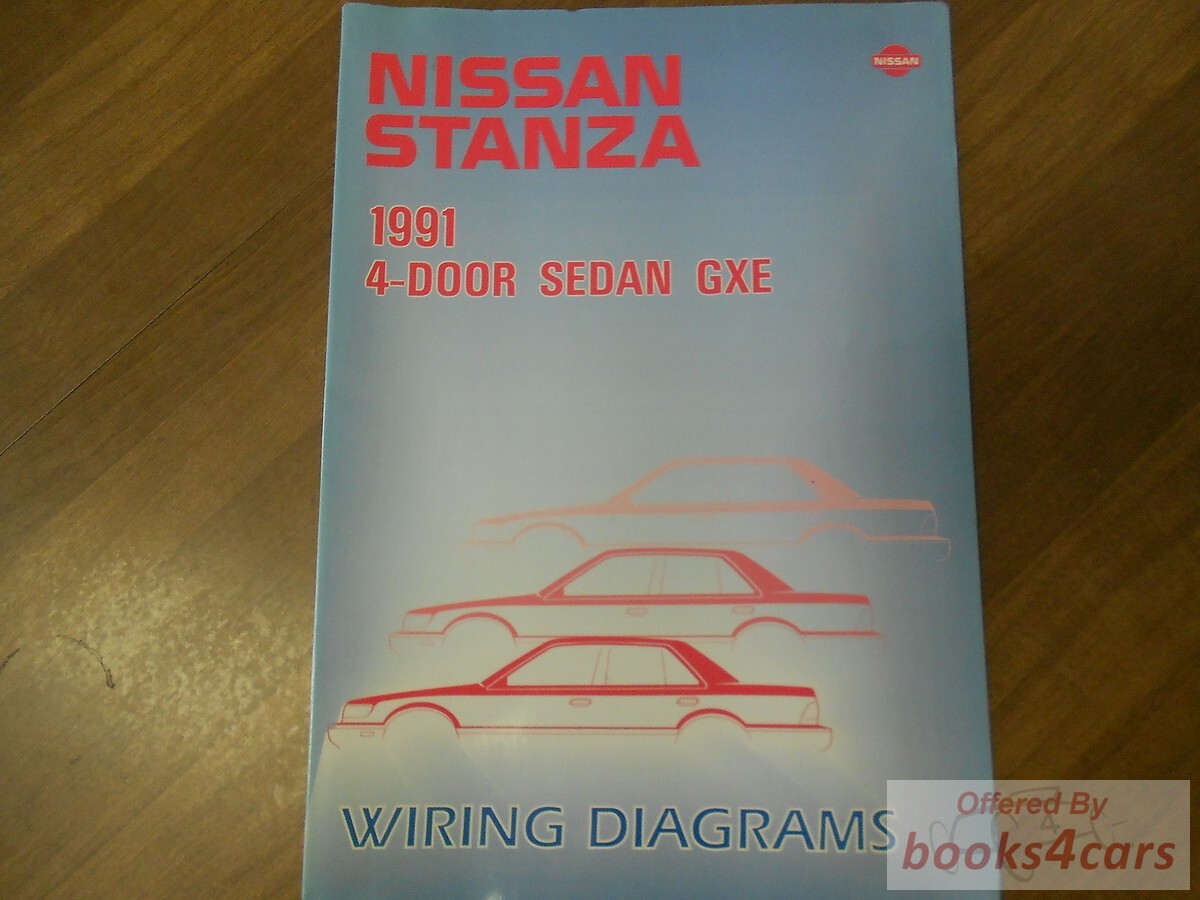 NISSAN
STANZA
NISSAN
1991
4-DOOR SEDAN GXE
WIRING DIAGRAMS
Offered By
books4cars